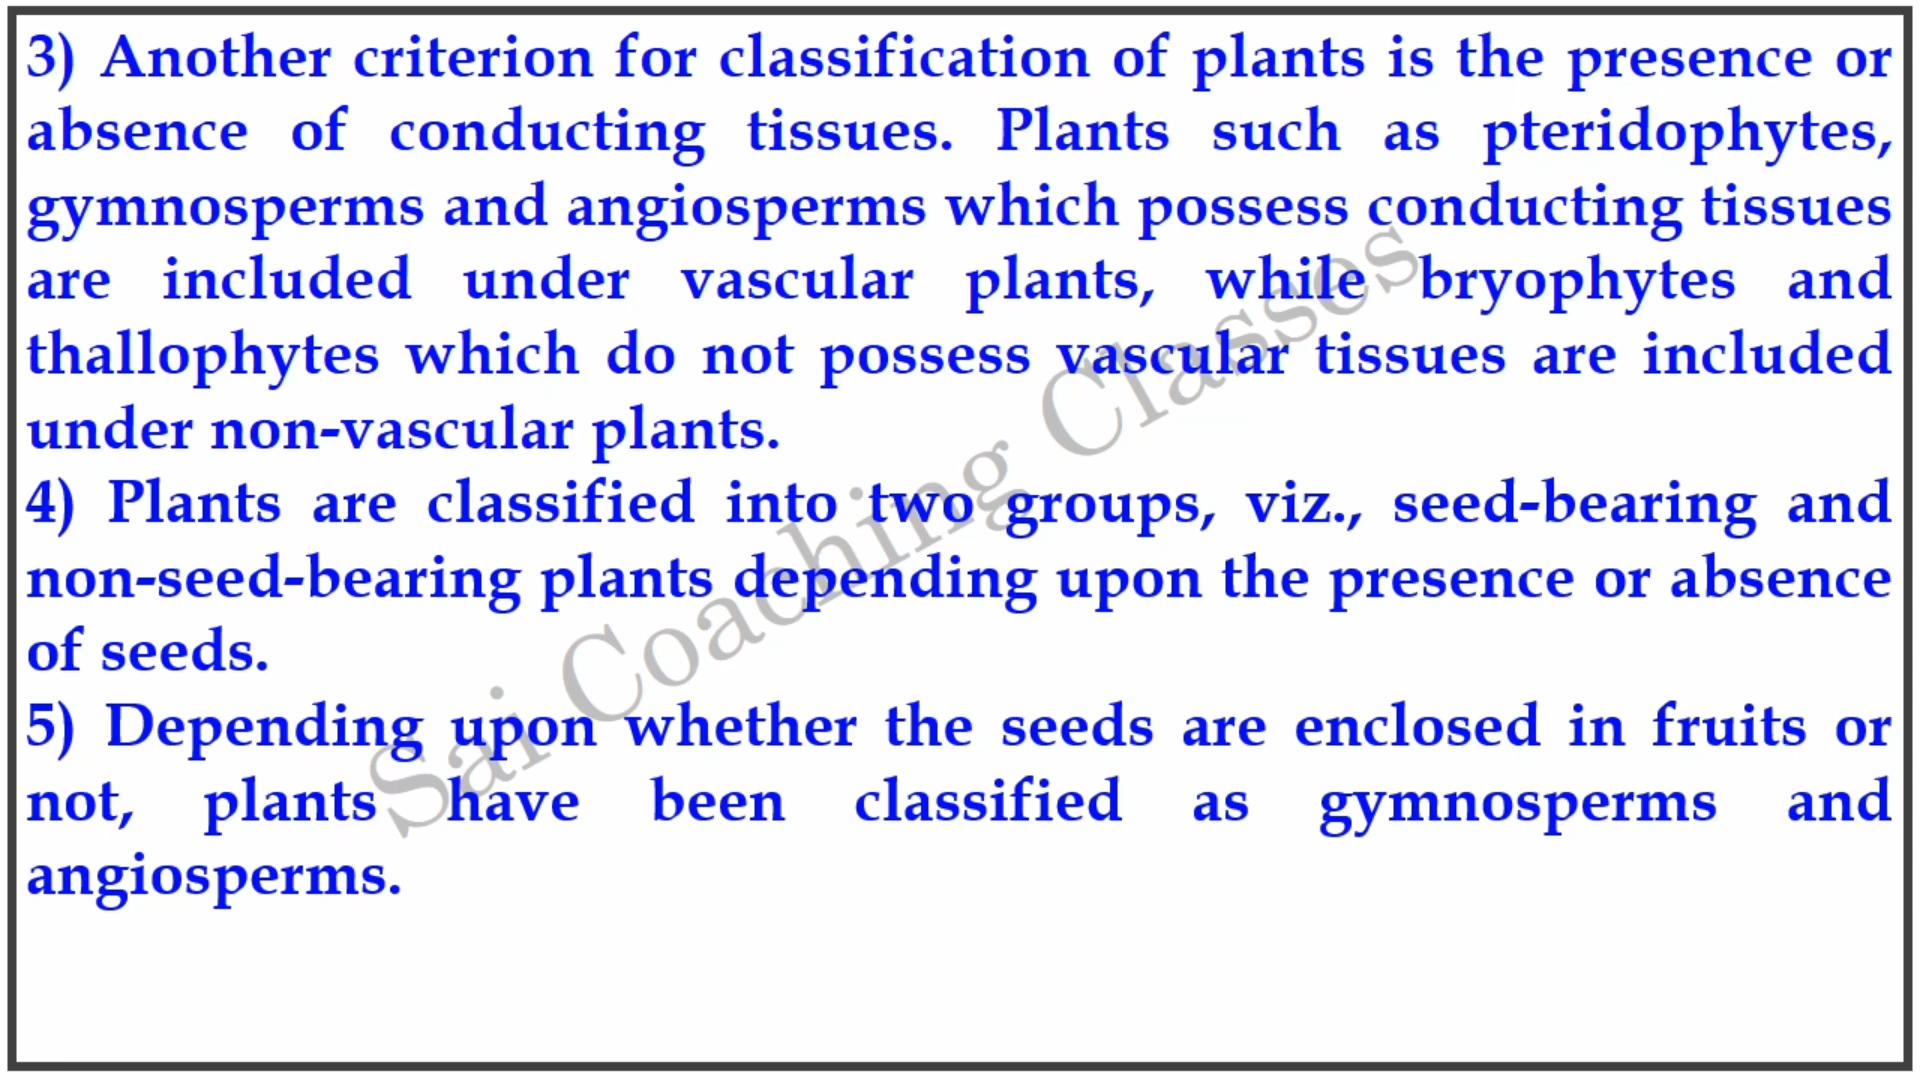 3) Another criterion for classification of plants is the presence or
absence of conducting tissues. Plants such as pteridophytes,
gymnosperms and angiosperms which possess conducting tissues
are included under vascular plants, while bryophytes and
thallophytes which do not possess vascular tissues are included
under non-vascular plants.
4) Plants are classified into two groups, viz., seed-bearing and
non-seed-bearing plants depending upon the presence or absence
of seeds.
5) Depending upon whether the seeds are enclosed in fruits or
not, plants have been classified as gymnosperms and
angiosperms.
Sai Coaching Classes